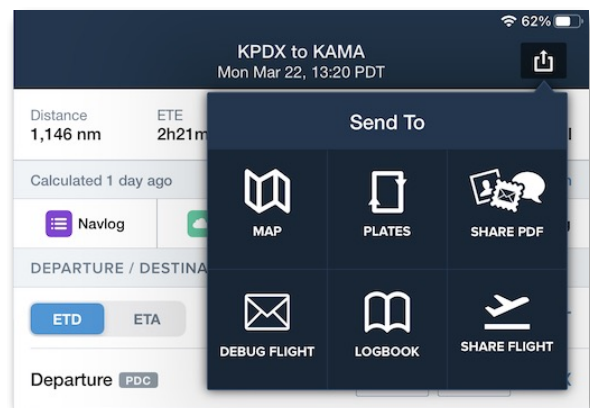 62%
KPDX to KAMA
Mon Mar 22, 13:20 PDT
Distance
1,146 nm
ETE
2h21m
Send To
Calculated 1 day ago
MAP
PLATES
SHARE PDF
Navlog
DEPARTURE / DESTINA
ETD
ETA
DEBUG FLIGHT
LOGBOOK
SHARE FLIGHT
Departure PDC